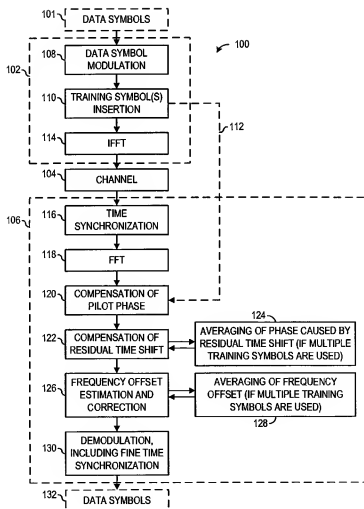 101
DATA SYMBOLS
100
108
DATA SYMBOL
MODULATION
102
110
TRAINING SYMBOL(S)
INSERTION
112
114
IFFT
104
CHANNEL
106
116
TIME
SYNCHRONIZATION
118
FFT
120
COMPENSATION OF
PILOT PHASE
124
122
COMPENSATION OF
RESIDUAL TIME SHIFT
AVERAGING OF PHASE CAUSED BY
RESIDUAL TIME SHIFT (IF MULTIPLE
TRAINING SYMBOLS ARE USED)
126
FREQUENCY OFFSET
ESTIMATION AND
CORRECTION
AVERAGING OF FREQUENCY
OFFSET (IF MULTIPLE TRAINING
SYMBOLS ARE USED)
128
130
DEMODULATION,
INCLUDING FINE TIME
SYNCHRONIZATION
132
DATA SYMBOLS